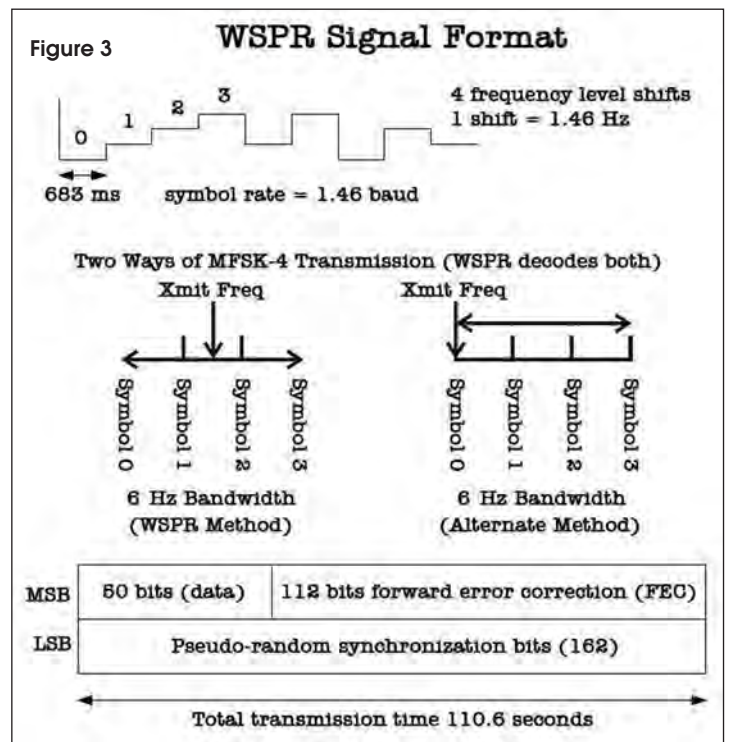 Figure 3
WSPR Signal Format
0 1 2 3
4 frequency level shifts
1 shift = 1.46 Hz
683 ms
symbol rate = 1.46 baud
Two Ways of MFSK-4 Transmission (WSPR decodes both)
Xmit Freq
Symbol 0
Symbol 1
Symbol 2
Symbol 3
6 Hz Bandwidth
(WSPR Method)
Xmit Freq
Symbol 0
Symbol 1
Symbol 2
Symbol 3
6 Hz Bandwidth
(Alternate Method)
MSB
50 bits (data)
112 bits forward error correction (FEC)
LSB
Pseudo-random synchronization bits (162)
Total transmission time 110.6 seconds